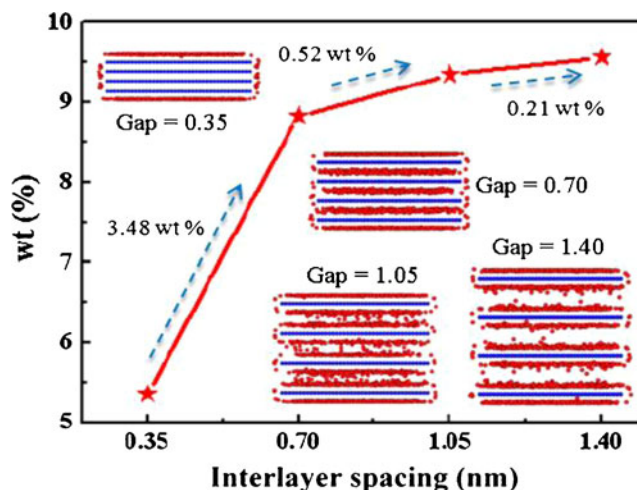 10
9
8
7
6
5
wt (%)
0.52 wt %
0.21 wt %
3.48 wt %
Gap = 0.35
Gap = 0.70
Gap = 1.05
Gap = 1.40
0.35
0.70
1.05
1.40
Interlayer spacing (nm)